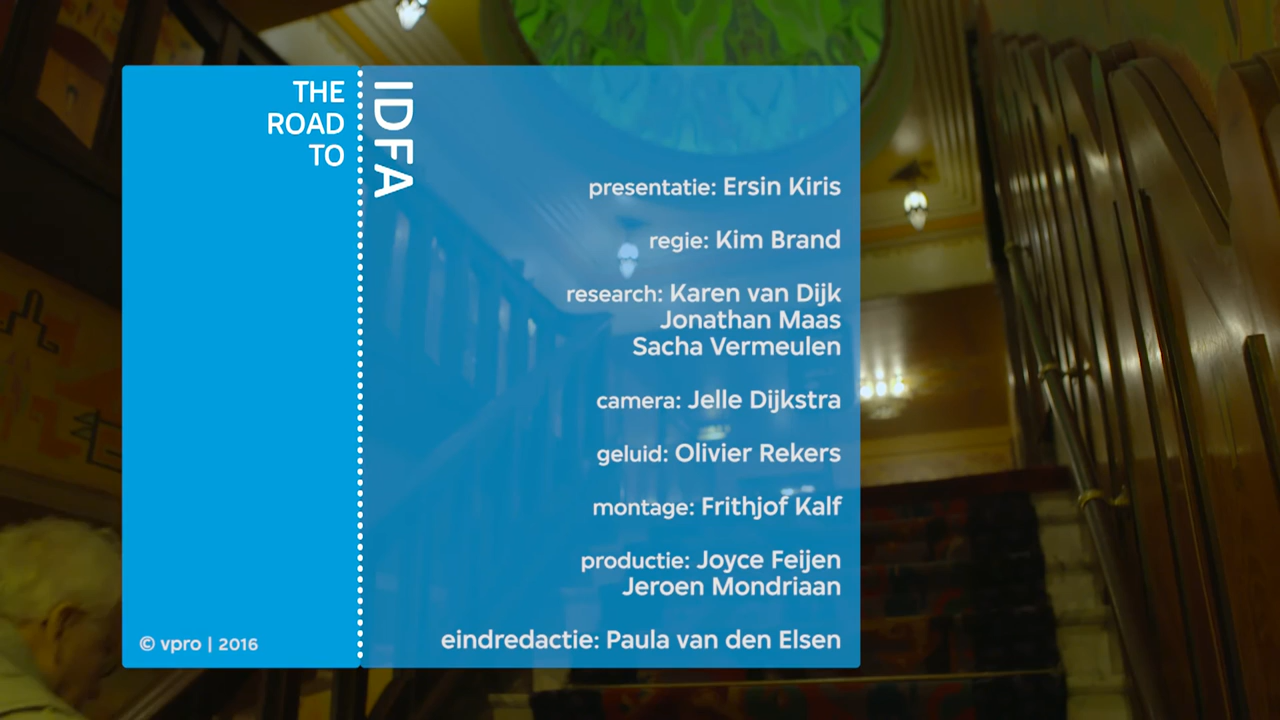 THE
ROAD
TO
IDFA
presentatie: Ersin Kiris
regie: Kim Brand
research: Karen van Dijk
Jonathan Maas
Sacha Vermeulen
camera: Jelle Dijkstra
geluid: Olivier Rekers
montage: Frithjof Kalf
productie: Joyce Feijen
Jeroen Mondriaan
eindredactie: Paula van den Elsen
© vpro | 2016